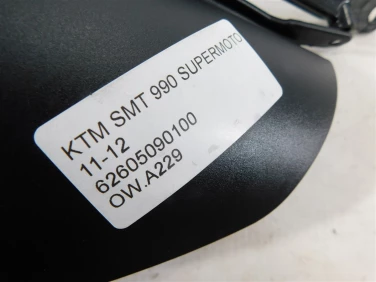 KTM SMT 990 SUPERMOTO
11-12
62605090100
OW.A229